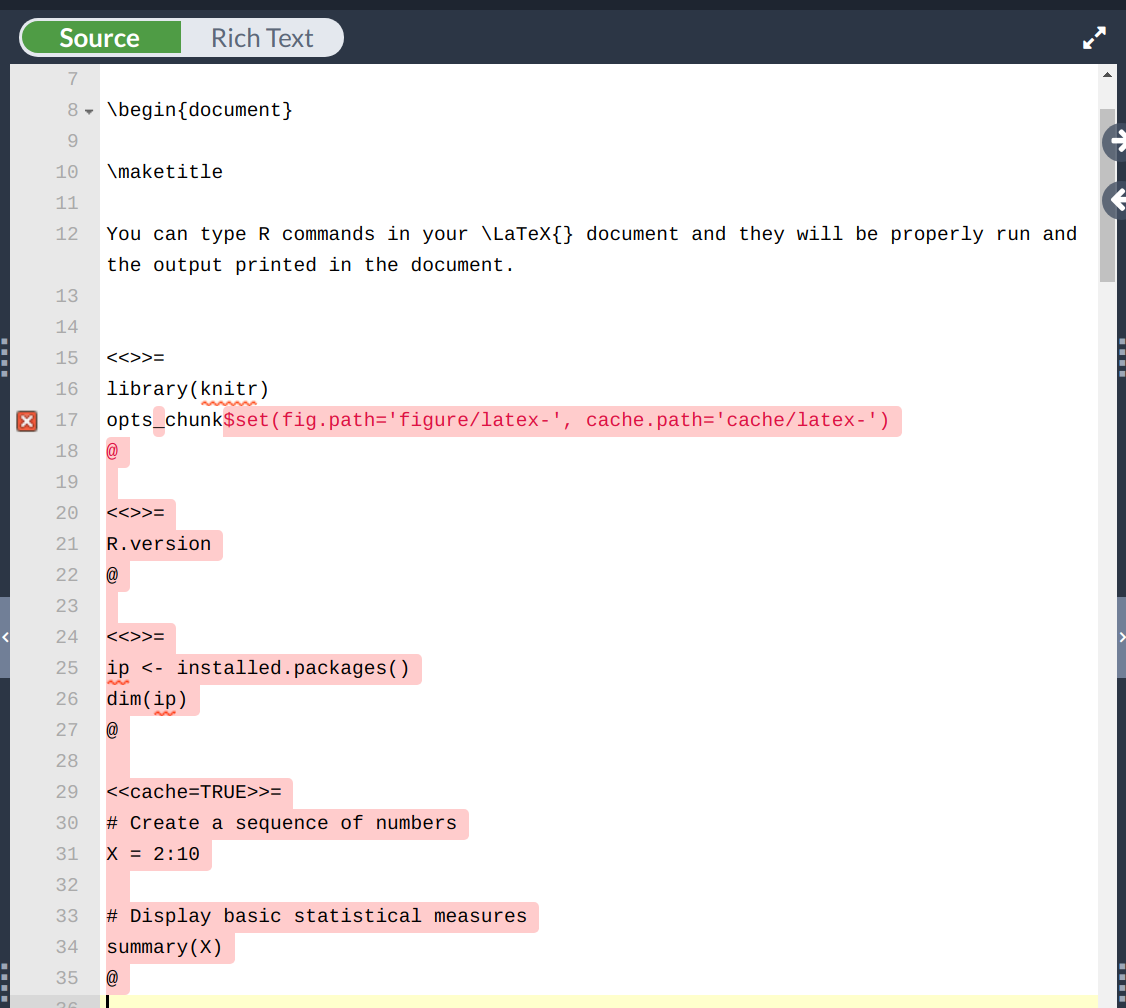 Source Rich Text
7
8 \begin{document}
9
10 \maketitle
11
12 You can type R commands in your \LaTeX{} document and they will be properly run and
the output printed in the document.
13
14
15 <<>>=
16 library(knitr)
17 opts_chunk$set(fig.path='figure/latex-', cache.path='cache/latex-')
18 @
19
20 <<>>=
21 R.version
22 @
23
24 <<>>=
25 ip <- installed.packages()
26 dim(ip)
27 @
28
29 <<cache=TRUE>>=
30 # Create a sequence of numbers
31 X = 2:10
32
33 # Display basic statistical measures
34 summary(X)
35 @
36